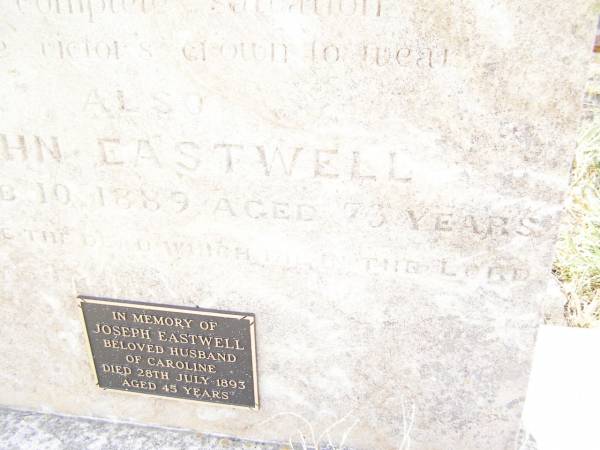 complete salvation
victor's crown to wear
ALSO
HN EASTWELL
B 10. 1889 AGED 73 YEARS
THE DEAD WHICH DIE IN THE LORD
IN MEMORY OF
JOSEPH EASTWELL
BELOVED HUSBAND
OF CAROLINE
DIED 28TH JULY 1893
AGED 45 YEARS